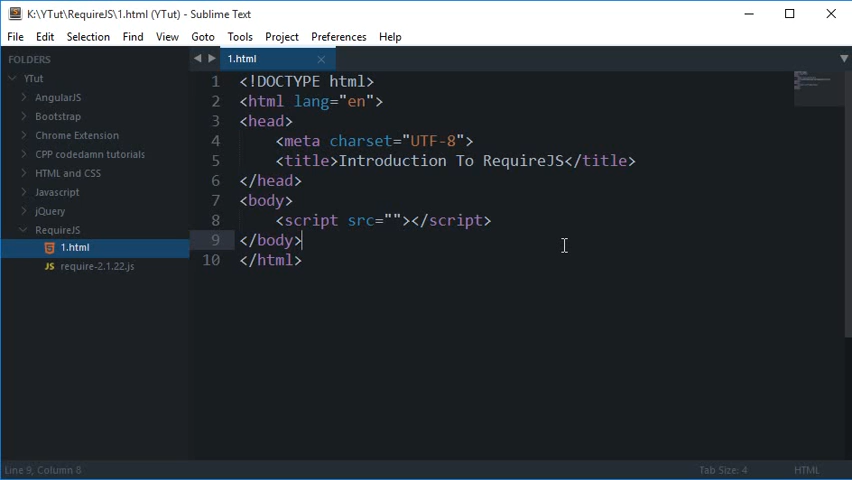 K:\YTut\RequireJS\1.html (YTut) - Sublime Text
File Edit Selection Find View Goto Tools Project Preferences Help
FOLDERS
YTut
AngularJS
Bootstrap
Chrome Extension
CPP codedamn tutorials
HTML and CSS
Javascript
jQuery
RequireJS
1.html
require-2.1.22.js
1.html
1 <!DOCTYPE html>
2 <html lang="en">
3 <head>
4 <meta charset="UTF-8">
5 <title>Introduction To RequireJS</title>
6 </head>
7 <body>
8 <script src=""></script>
9 </body>
10 </html>
Line 9, Column 8 Tab Size: 4 HTML